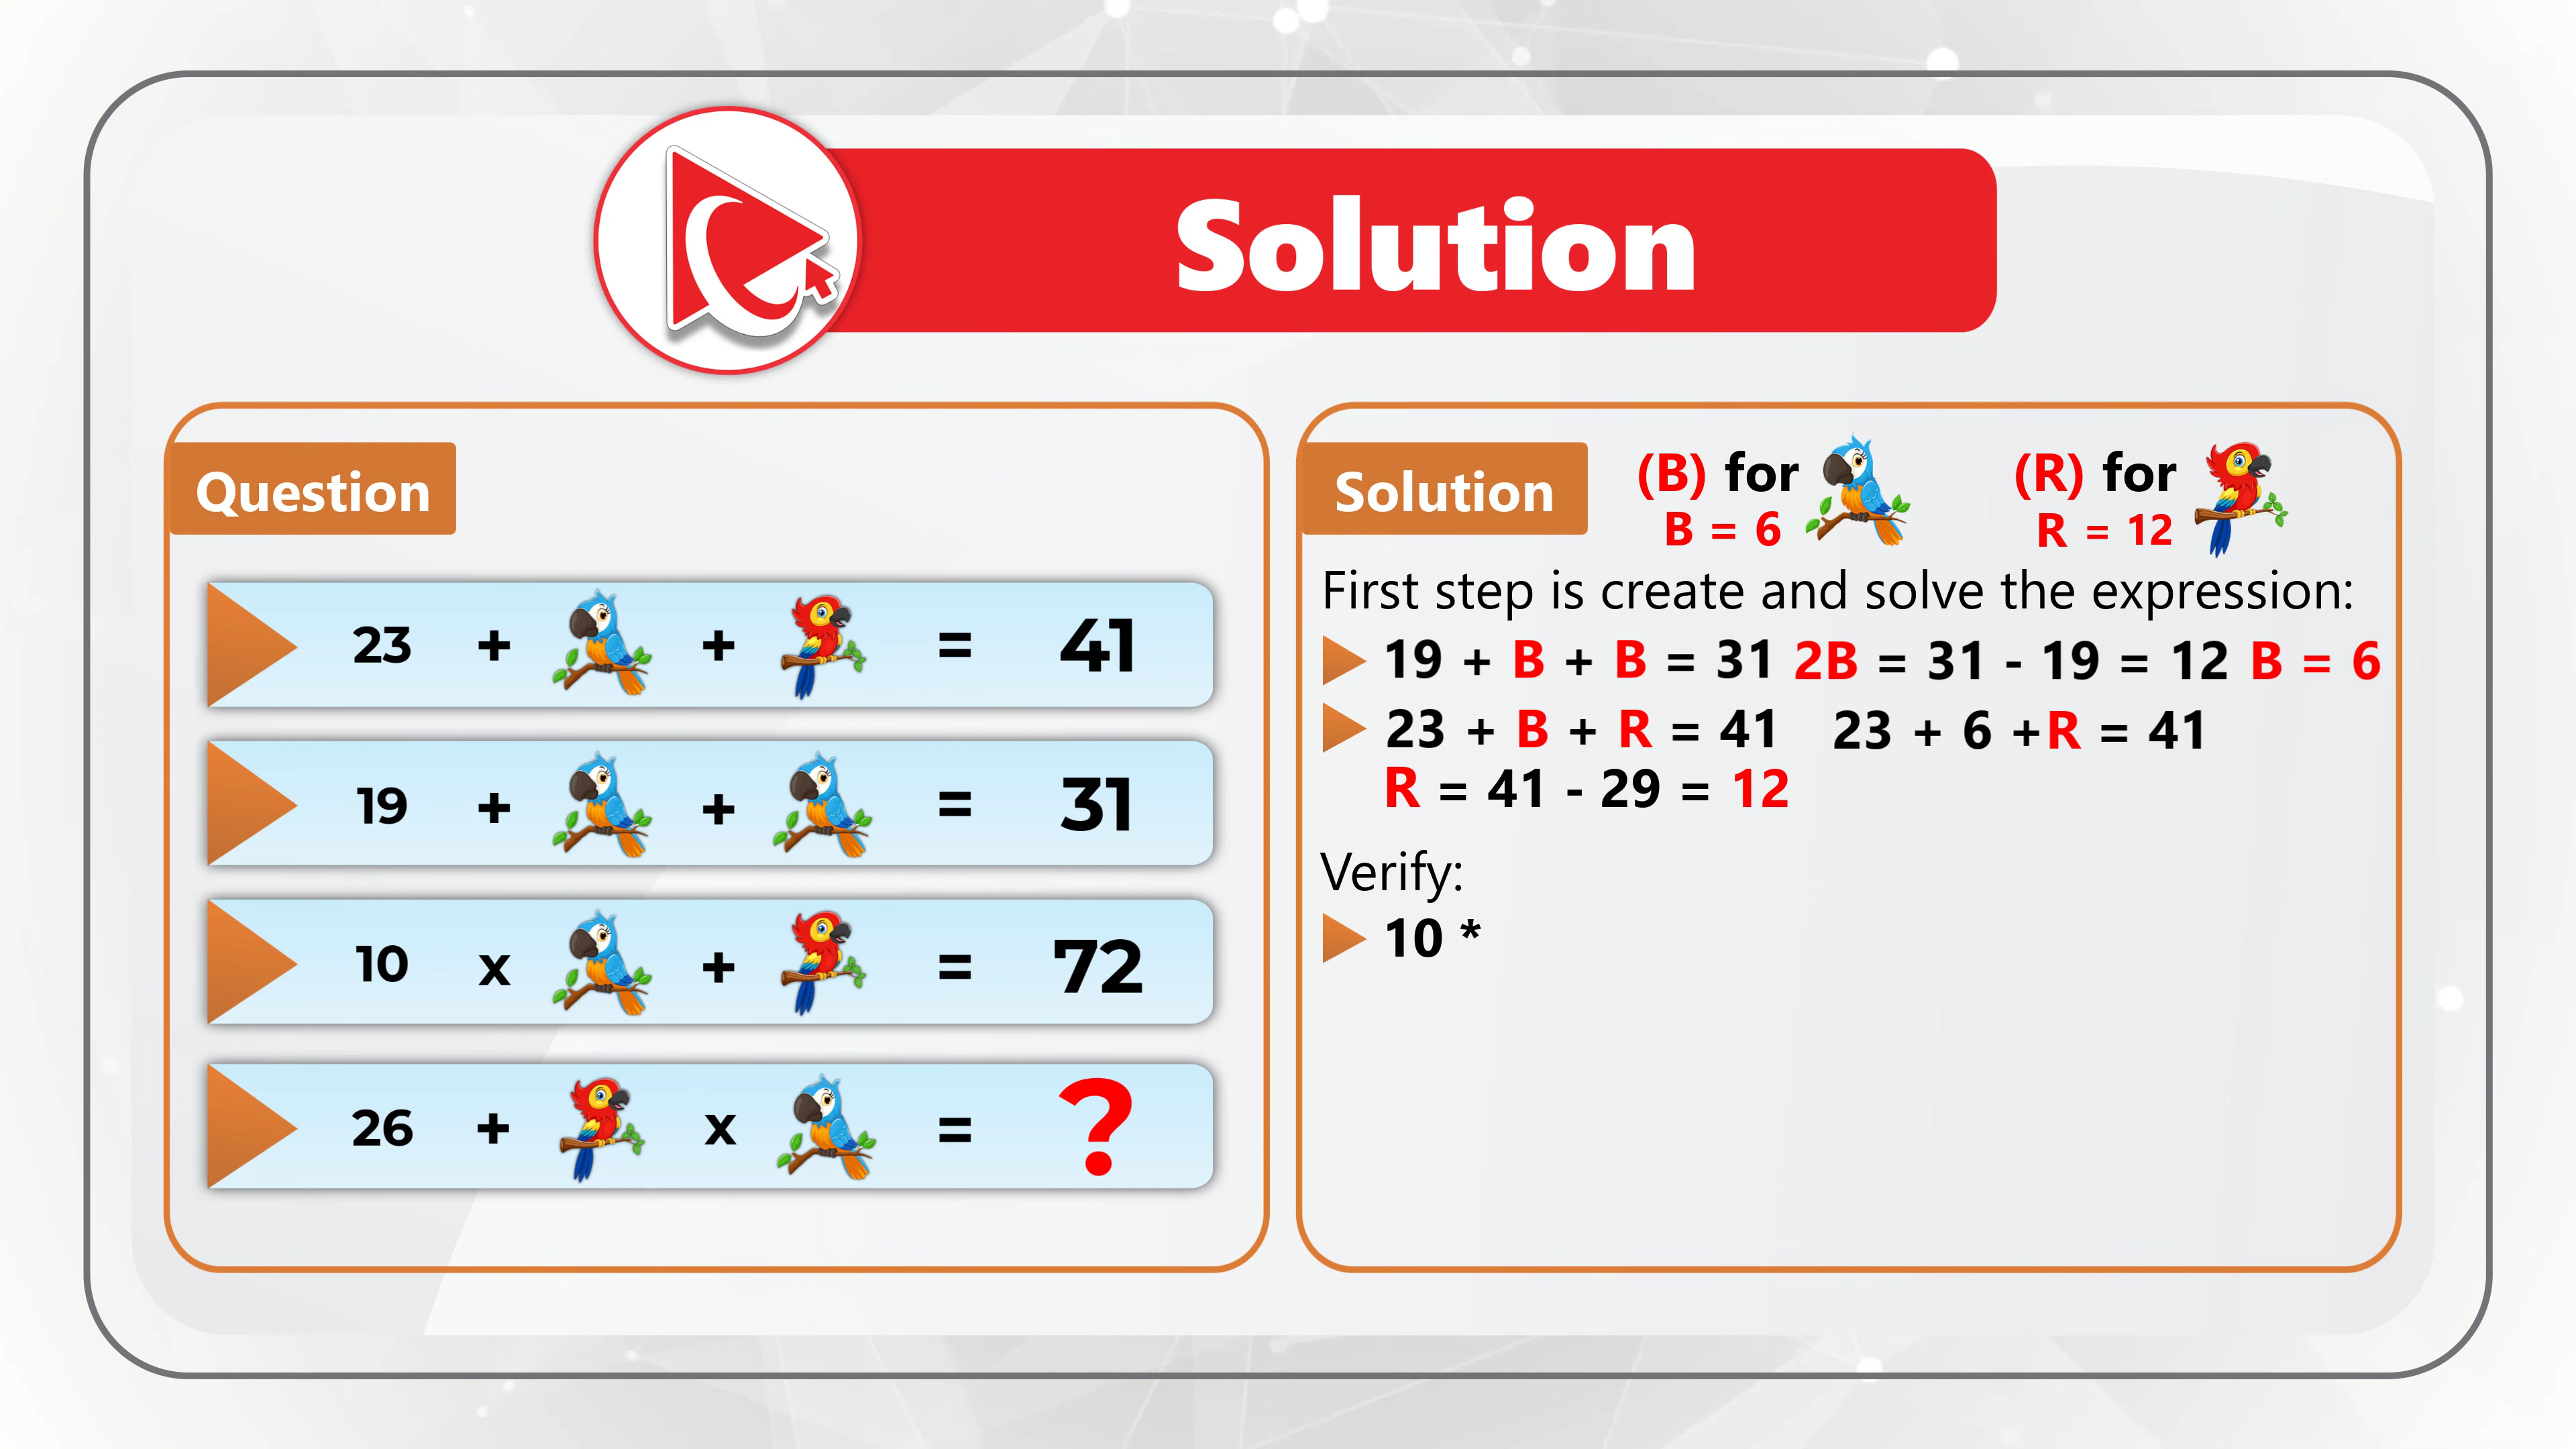 Solution
Question
23 + + = 41
19 + + = 31
10 x + = 72
26 + x = ?
Solution
(B) for
B = 6
(R) for
R = 12
First step is create and solve the expression:
19 + B + B = 31 2B = 31 - 19 = 12 B = 6
23 + B + R = 41 23 + 6 +R = 41
R = 41 - 29 = 12
Verify:
10 *